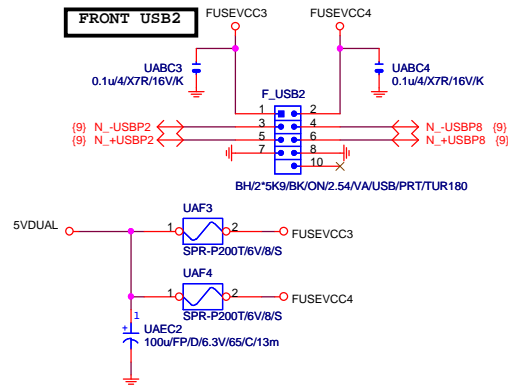 FRONT USB2
FUSEVCC3 FUSEVCC4
UABC3
0.1u/4/X7R/16V/K
UABC4
0.1u/4/X7R/16V/K
F_USB2
1 2
{9} N_-USBP2 3 4 N_-USBP8 {9}
{9} N_+USBP2 5 6 N_+USBP8 {9}
7 8
10
BH/2*5K9/BK/ON/2.54/VA/USB/PRT/TUR180
UAF3
5VDUAL 1 2 FUSEVCC3
SPR-P200T/6V/8/S
UAF4
1 2 FUSEVCC4
SPR-P200T/6V/8/S
1
+
UAEC2
100u/FP/D/6.3V/65/C/13m